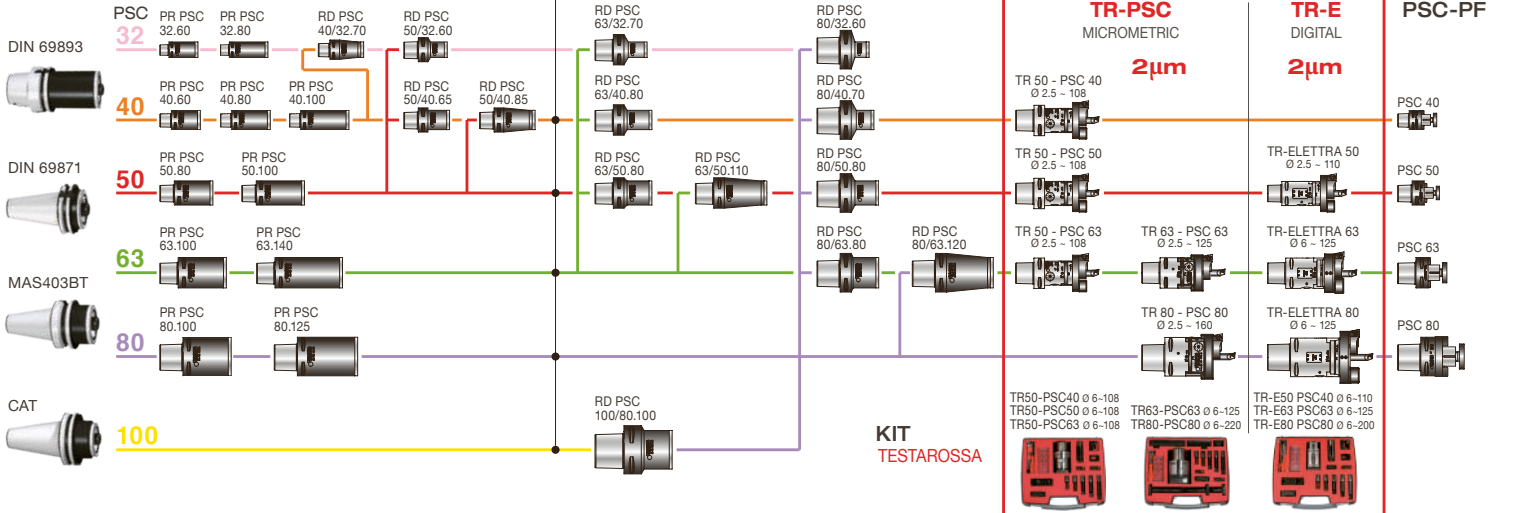 DIN 69893
DIN 69871
MAS403BT
CAT
PSC
32
PR PSC
32.60
PR PSC
32.80
RD PSC
40/32.70
RD PSC
50/32.60
RD PSC
63/32.70
RD PSC
80/32.60
40
PR PSC
40.60
PR PSC
40.80
PR PSC
40.100
RD PSC
50/40.65
RD PSC
50/40.85
RD PSC
63/40.80
RD PSC
80/40.70
50
PR PSC
50.80
PR PSC
50.100
RD PSC
63/50.80
RD PSC
63/50.110
RD PSC
80/50.80
63
PR PSC
63.100
PR PSC
63.140
RD PSC
80/63.80
RD PSC
80/63.120
80
PR PSC
80.100
PR PSC
80.125
100
RD PSC
100/80.100
KIT
TESTAROSSA
TR-PSC
MICROMETRIC
2µm
TR-E
DIGITAL
2µm
PSC-PF
TR 50 - PSC 40
Ø 2.5 ~ 108
PSC 40
TR 50 - PSC 50
Ø 2.5 ~ 108
TR-ELETTRA 50
Ø 2.5 ~ 110
PSC 50
TR 50 - PSC 63
Ø 2.5 ~ 108
TR 63 - PSC 63
Ø 2.5 ~ 125
TR-ELETTRA 63
Ø 6 ~ 125
PSC 63
TR 80 - PSC 80
Ø 2.5 ~ 160
TR-ELETTRA 80
Ø 6 ~ 125
PSC 80
TR50-PSC40 Ø 6~108
TR50-PSC50 Ø 6~108
TR50-PSC63 Ø 6~108
TR63-PSC63 Ø 6~125
TR80-PSC80 Ø 6~220
TR-E50 PSC40 Ø 6~110
TR-E63 PSC63 Ø 6~125
TR-E80 PSC80 Ø 6~200